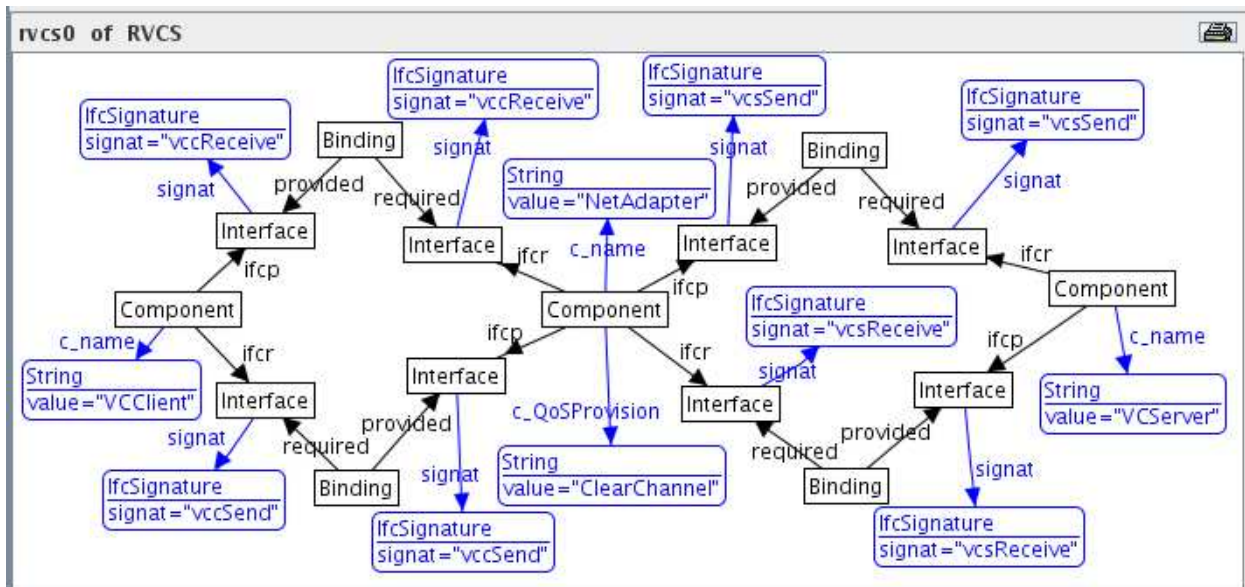 rvcs0 of RVCS
IfcSignature
signat="vccReceive"
IfcSignature
signat="vcsSend"
IfcSignature
signat="vcsSend"
IfcSignature
signat="vccReceive"
Binding
signat
signat
Binding
signat
signat
provided
required
String
value="NetAdapter"
provided
required
Interface
Interface
c_name
Interface
Interface
ifcp
ifcr
ifcp
ifcr
Component
Component
Component
c_name
ifcr
ifcp
ifcr
IfcSignature
signat="vcsReceive"
ifcp
c_name
String
value="VCClient"
Interface
Interface
signat
Interface
Interface
String
value="VCServer"
signat
required
provided
c_QoSProvision
required
provided
signat
signat
IfcSignature
signat="vccSend"
Binding
String
value="ClearChannel"
Binding
IfcSignature
signat="vccSend"
IfcSignature
signat="vcsReceive"